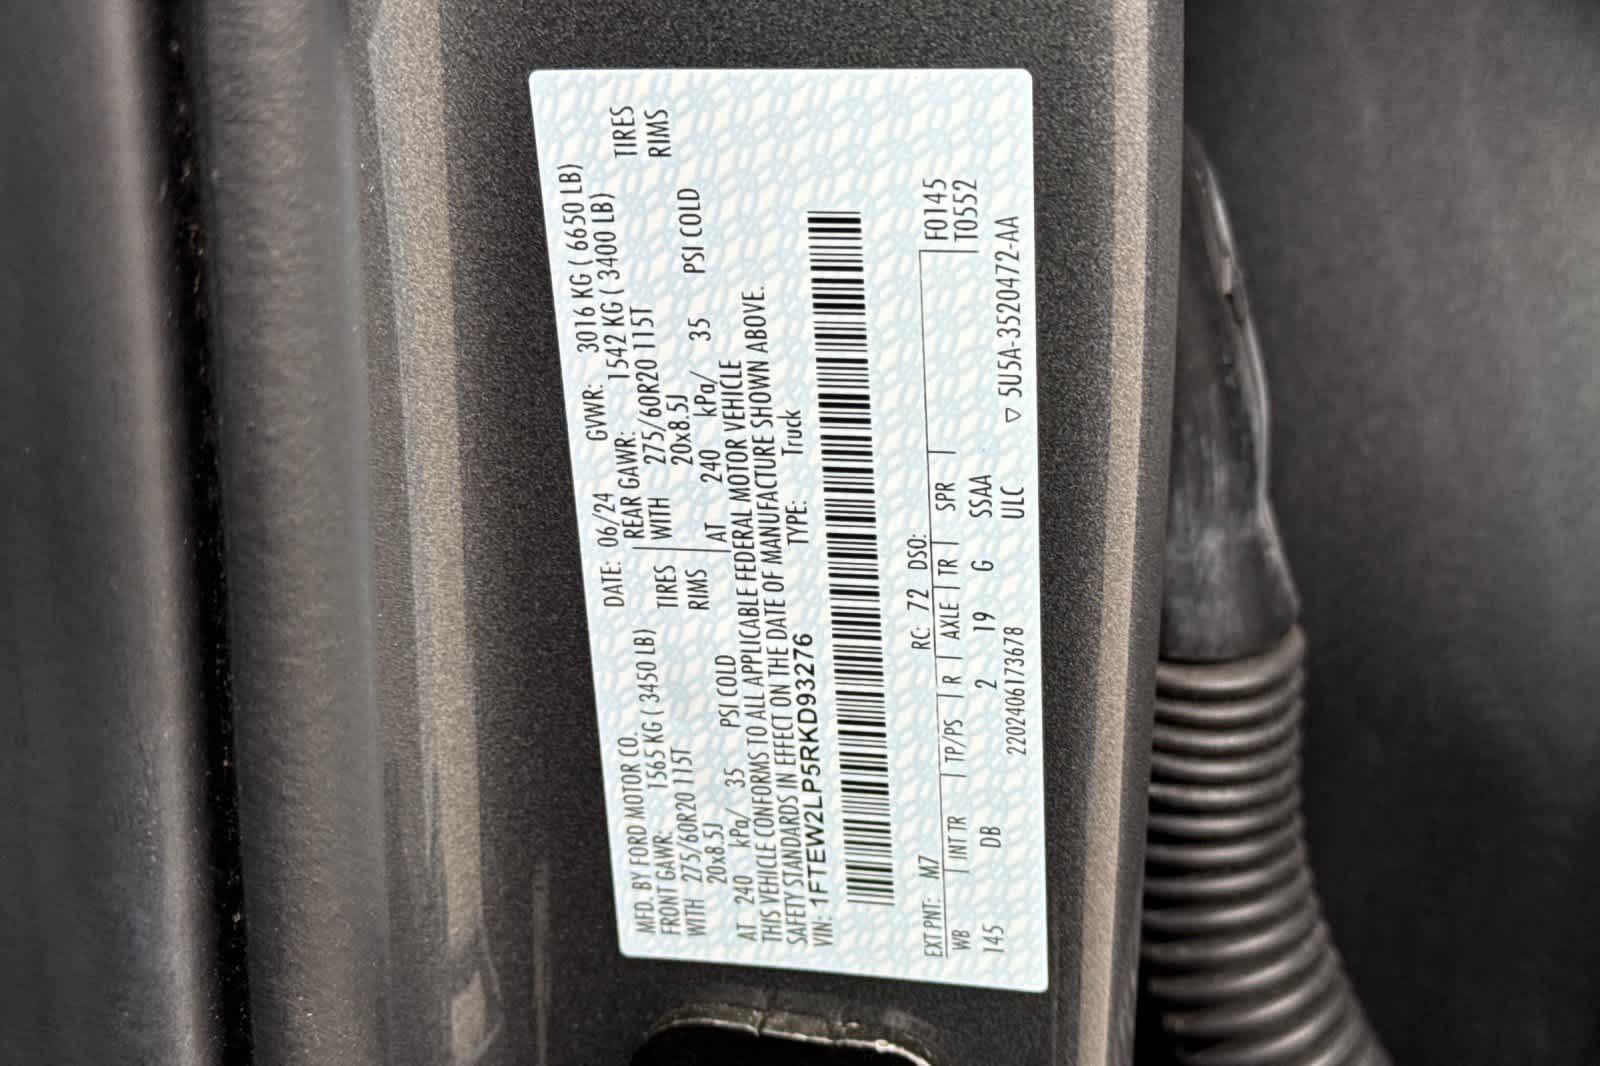 MFD. BY FORD MOTOR CO.
DATE: 06/24 GVWR: 3016 KG ( 6650 LB)
FRONT GAWR: 1565 KG ( 3450 LB) REAR GAWR: 1542 KG ( 3400 LB)
WITH 275/60R20 115T TIRES WITH 275/60R20 115T TIRES
20x8.5J RIMS 20x8.5J RIMS
AT 240 kPa/ 35 PSI COLD AT 240 kPa/ 35 PSI COLD
THIS VEHICLE CONFORMS TO ALL APPLICABLE FEDERAL MOTOR VEHICLE
SAFETY STANDARDS IN EFFECT ON THE DATE OF MANUFACTURE SHOWN ABOVE.
VIN: 1FTEW2LP5RKD93276 TYPE: Truck
EXT PNT: M7 RC: 72 DSO: F0145
WB INT TR TP/PS R AXLE TR SPR T0552
145 DB 2 19 G SSAA
2202406173678 ULC ▽ 5U5A-3520472-AA